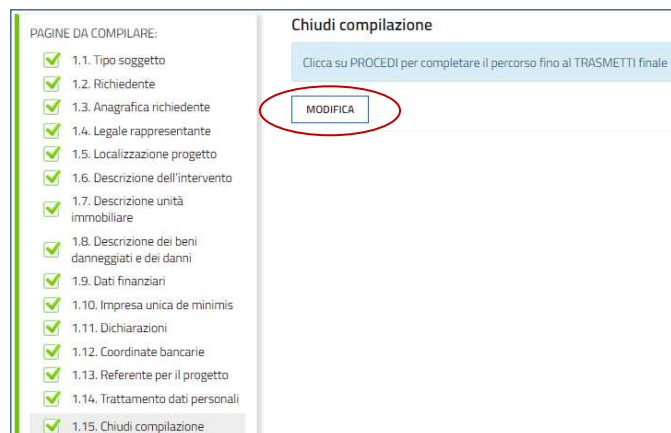 PAGINE DA COMPILARE:
1.1. Tipo soggetto
1.2. Richiedente
1.3. Anagrafica richiedente
1.4. Legale rappresentante
1.5. Localizzazione progetto
1.6. Descrizione dell'intervento
1.7. Descrizione unità
immobiliare
1.8. Descrizione dei beni
danneggiati e dei danni
1.9. Dati finanziari
1.10. Impresa unica de minimis
1.11. Dichiarazioni
1.12. Coordinate bancarie
1.13. Referente per il progetto
1.14. Trattamento dati personali
1.15. Chiudi compilazione
Chiudi compilazione
Clicca su PROCEDI per completare il percorso fino al TRASMETTI finale
MODIFICA